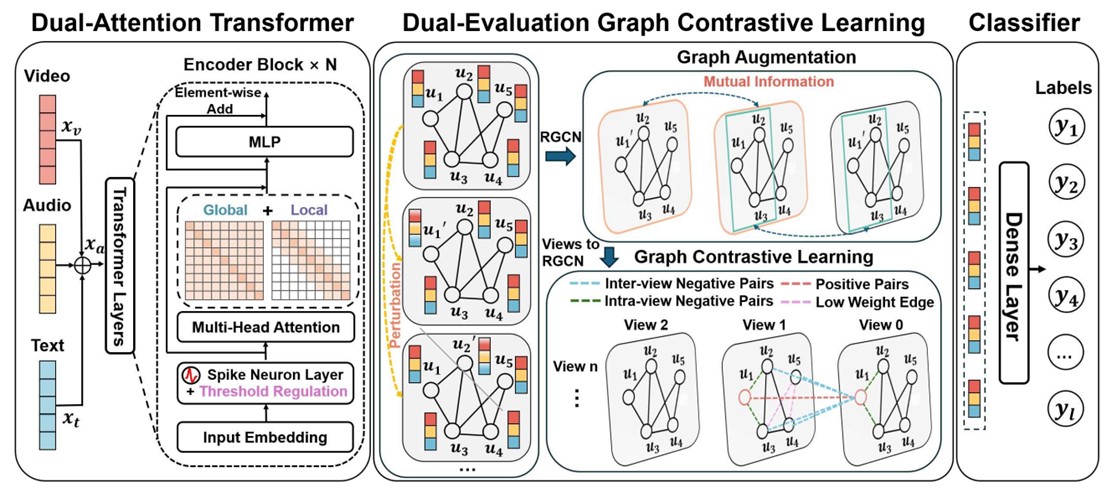 Dual-Attention Transformer
Dual-Evaluation Graph Contrastive Learning
Classifier
Video
x_v
Audio
x_a
Text
x_t
Transformer Layers
Encoder Block × N
Element-wise
Add
MLP
Global + Local
Multi-Head Attention
Spike Neuron Layer
+ Threshold Regulation
Input Embedding
u_1 u_2 u_5
u_3 u_4
u_1' u_2 u_5
u_3 u_4
u_1 u_2' u_5
u_3 u_4
...
Perturbation
RGCN
Views to
RGCN
Graph Augmentation
Mutual Information
u_1' u_2 u_5
u_3 u_4
u_1 u_2 u_5
u_3 u_4
u_1 u_2 u_5
u_3 u_4
Graph Contrastive Learning
Inter-view Negative Pairs
Positive Pairs
Intra-view Negative Pairs
Low Weight Edge
View n
...
View 2
View 1
View 0
u_1 u_2 u_5
u_3 u_4
u_1 u_2 u_5
u_3 u_4
u_1 u_2 u_5
u_3 u_4
Dense Layer
Labels
y_1
y_2
y_3
y_4
...
y_l